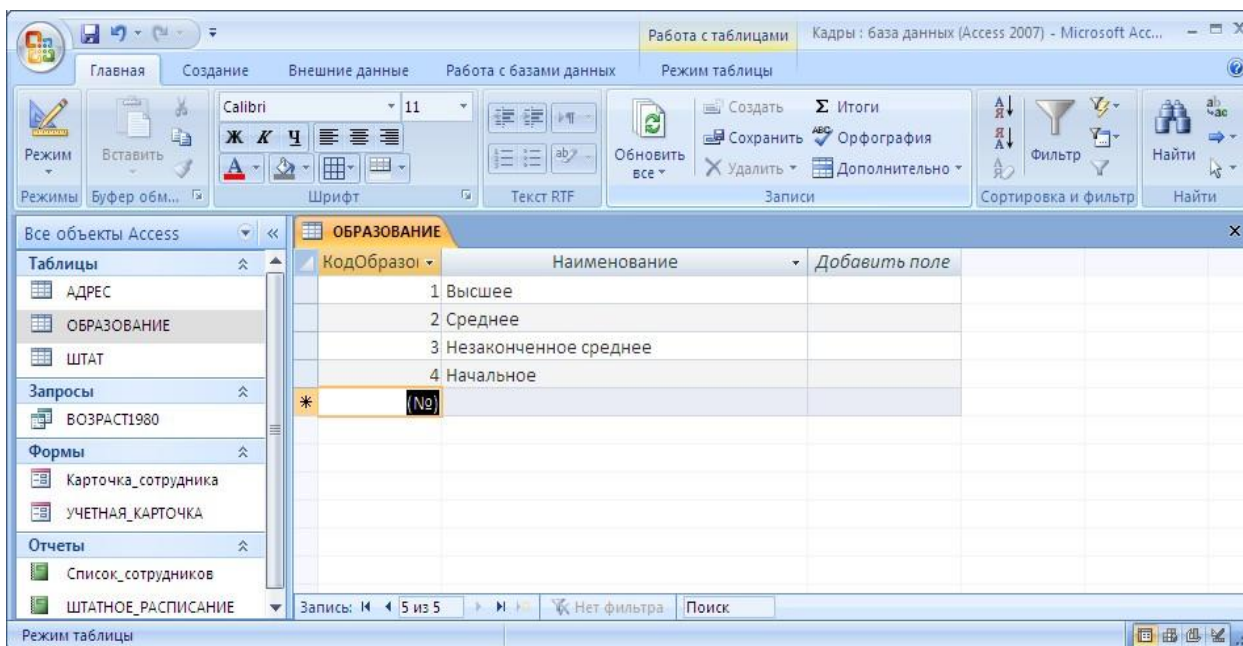 Работа с таблицами Кадры : база данных (Access 2007) - Microsoft Acc...
Главная Создание Внешние данные Работа с базами данных Режим таблицы
Calibri 11 Создать Σ Итоги
Ж К Ч Сохранить ABC Орфография
Режим Вставить Обновить все Удалить Дополнительно Фильтр Найти
Режимы Буфер обм... Шрифт Текст RTF Записи Сортировка и фильтр Найти
Все объекты Access « ОБРАЗОВАНИЕ
Таблицы КодОбразо Наименование Добавить поле
АДРЕС 1 Высшее
ОБРАЗОВАНИЕ 2 Среднее
ШТАТ 3 Незаконченное среднее
4 Начальное
Запросы (№)
ВОЗРАСТ1980
Формы
Карточка_сотрудника
УЧЕТНАЯ_КАРТОЧКА
Отчеты
Список_сотрудников
ШТАТНОЕ_РАСПИСАНИЕ Запись: 5 из 5 Нет фильтра Поиск
Режим таблицы